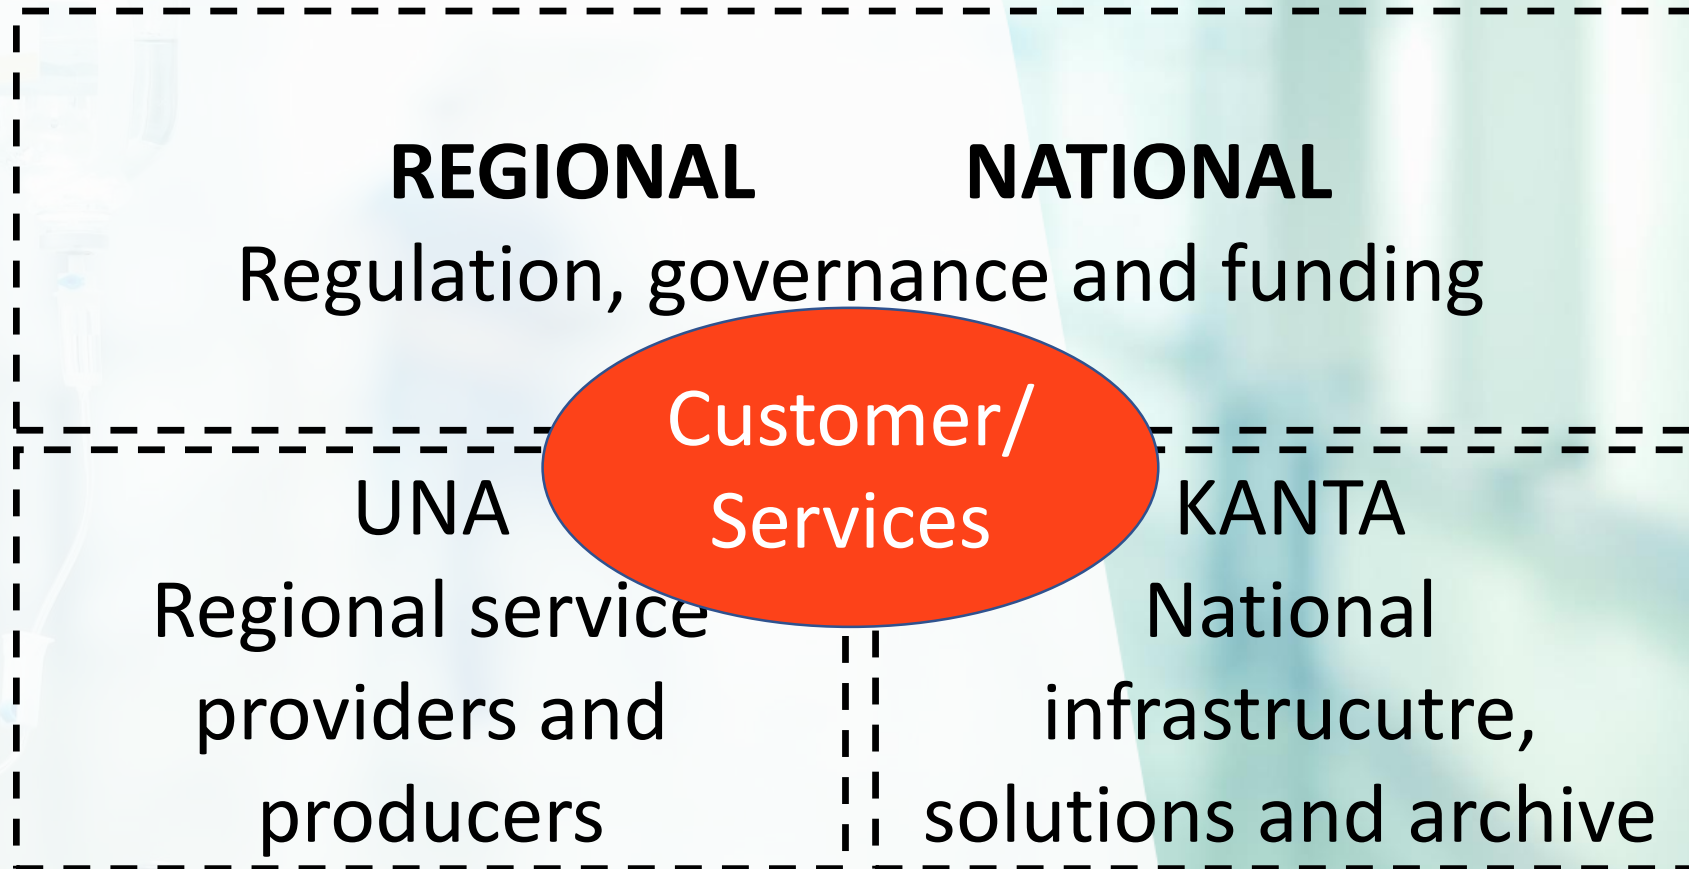 REGIONAL NATIONAL
Regulation, governance and funding
Customer/
Services
UNA
Regional service
providers and
producers
KANTA
National
infrastrucutre,
solutions and archive